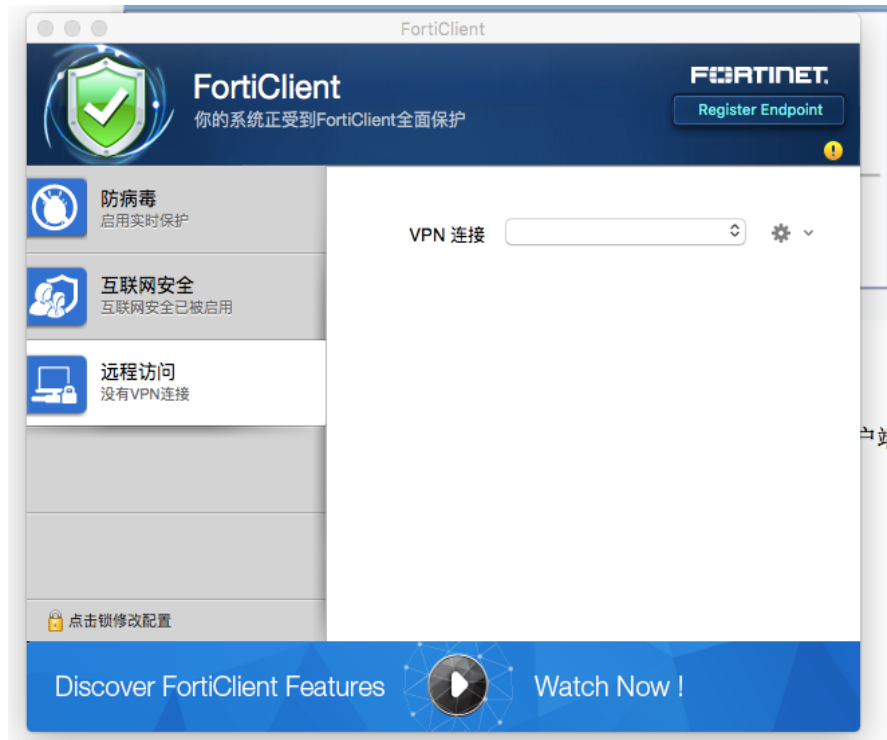 FortiClient
FortiClient
你的系统正受到FortiClient全面保护
FORTINET
Register Endpoint
防病毒
启用实时保护
互联网安全
互联网安全已被启用
远程访问
没有VPN连接
点击锁修改配置
VPN 连接
户端
Discover FortiClient Features
Watch Now !